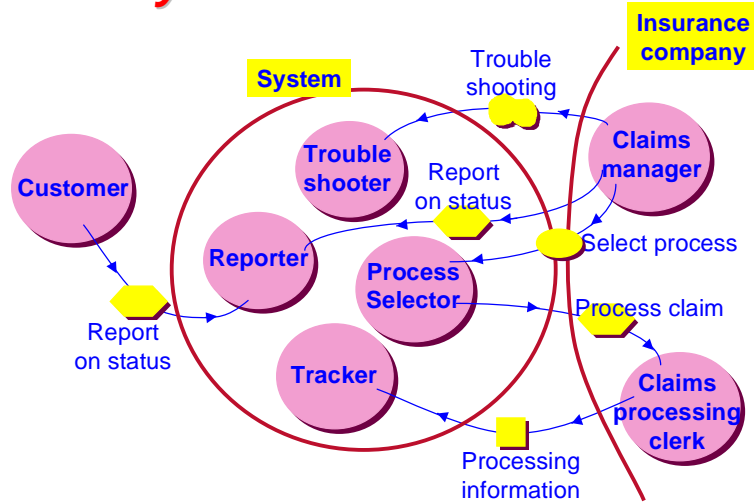 Insurance
company
System
Trouble
shooting
Claims
manager
Trouble
shooter
Customer
Report
on status
Select process
Reporter
Process
Selector
Process claim
Report
on status
Tracker
Claims
processing
clerk
Processing
information